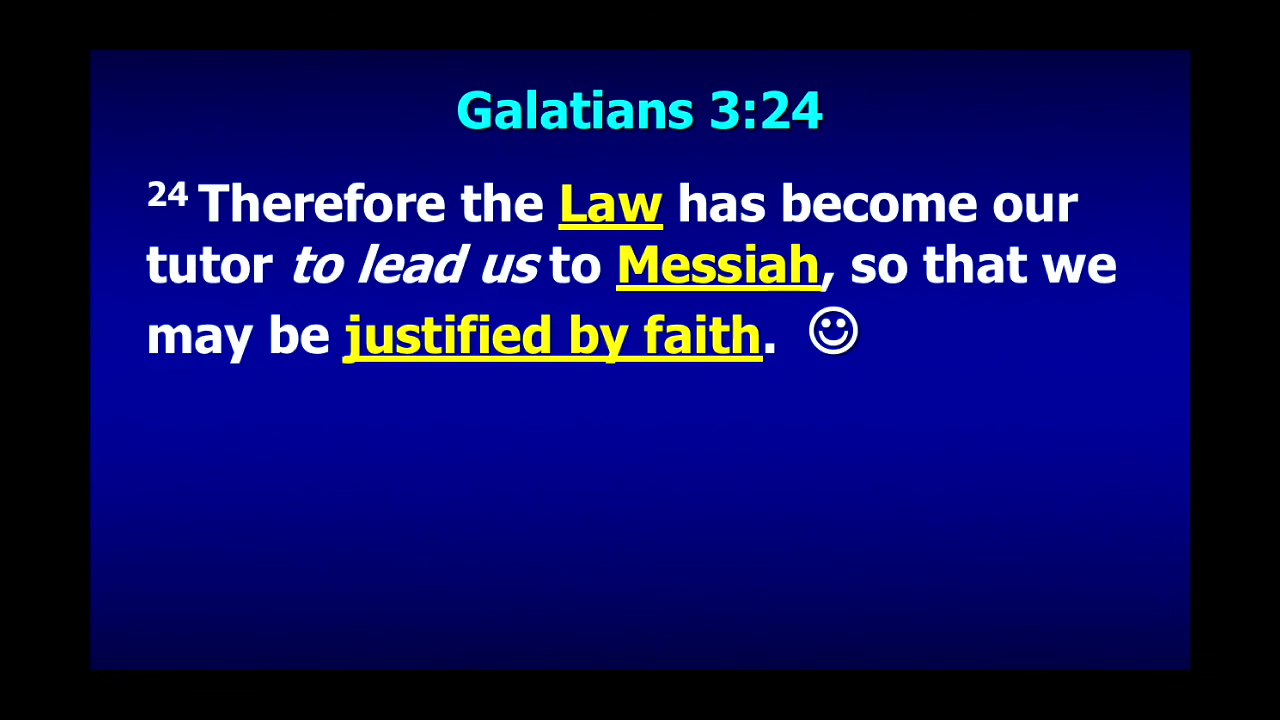 Galatians 3:24
24 Therefore the Law has become our
tutor to lead us to Messiah, so that we
may be justified by faith. ☺